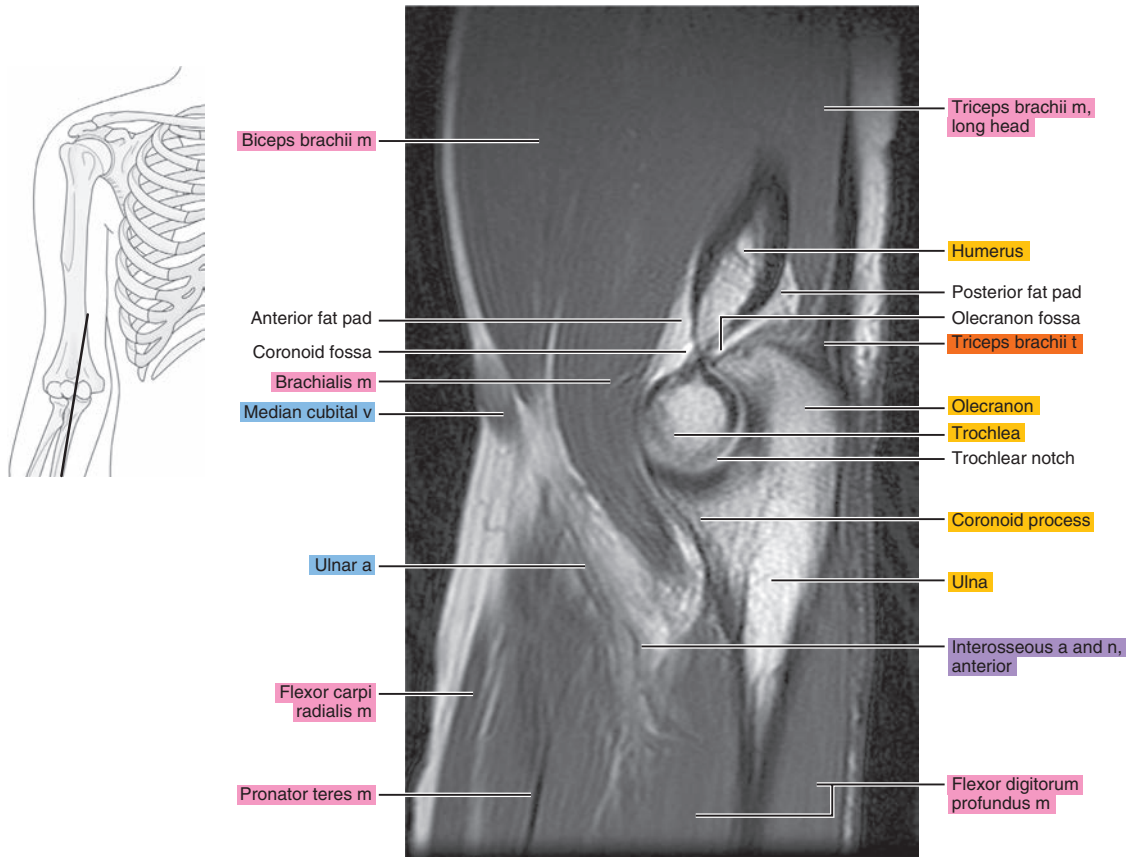 Biceps brachii m
Anterior fat pad
Coronoid fossa
Brachialis m
Median cubital v
Ulnar a
Flexor carpi
radialis m
Pronator teres m
Triceps brachii m,
long head
Humerus
Posterior fat pad
Olecranon fossa
Triceps brachii t
Olecranon
Trochlea
Trochlear notch
Coronoid process
Ulna
Interosseous a and n,
anterior
Flexor digitorum
profundus m